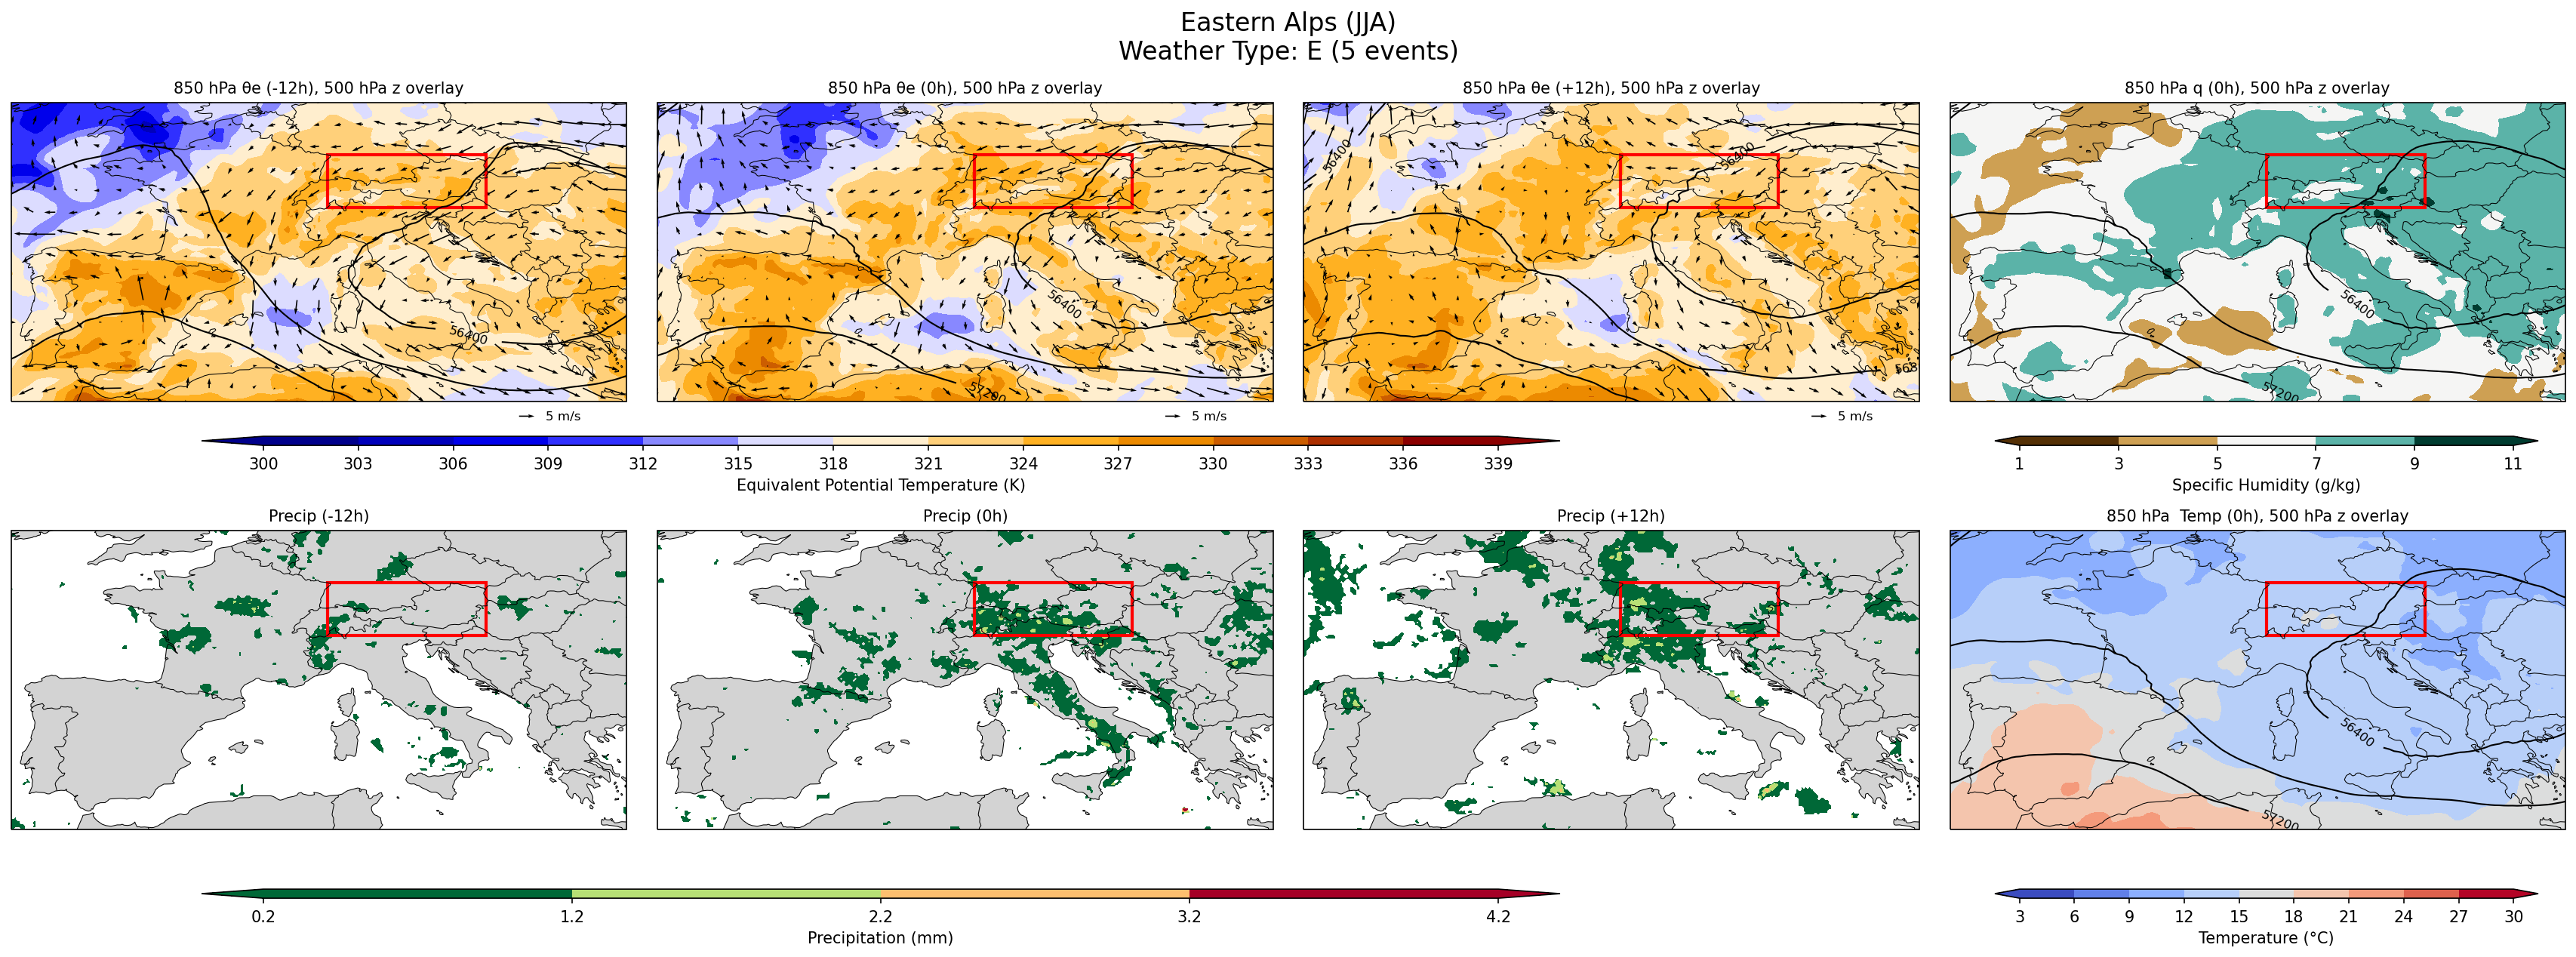 Eastern Alps (JJA)
Weather Type: E (5 events)
850 hPa θe (-12h), 500 hPa z overlay
850 hPa θe (0h), 500 hPa z overlay
850 hPa θe (+12h), 500 hPa z overlay
850 hPa q (0h), 500 hPa z overlay
56400
56400
57200
56400
56400
568
56400
57200
5 m/s
5 m/s
5 m/s
300 303 306 309 312 315 318 321 324 327 330 333 336 339
Equivalent Potential Temperature (K)
1 3 5 7 9 11
Specific Humidity (g/kg)
Precip (-12h)
Precip (0h)
Precip (+12h)
850 hPa  Temp (0h), 500 hPa z overlay
56400
57200
0.2 1.2 2.2 3.2 4.2
Precipitation (mm)
3 6 9 12 15 18 21 24 27 30
Temperature (°C)